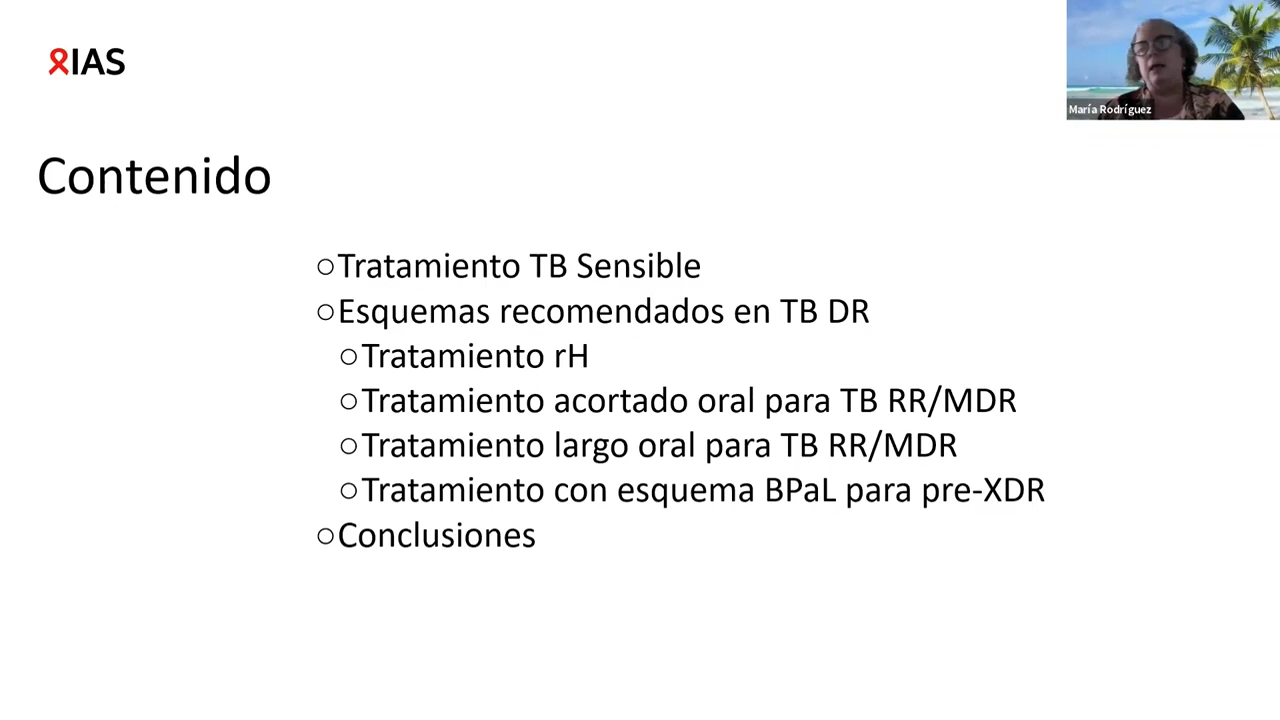 IAS
María Rodríguez
Contenido
○Tratamiento TB Sensible
○Esquemas recomendados en TB DR
○Tratamiento rH
○Tratamiento acortado oral para TB RR/MDR
○Tratamiento largo oral para TB RR/MDR
○Tratamiento con esquema BPaL para pre-XDR
○Conclusiones